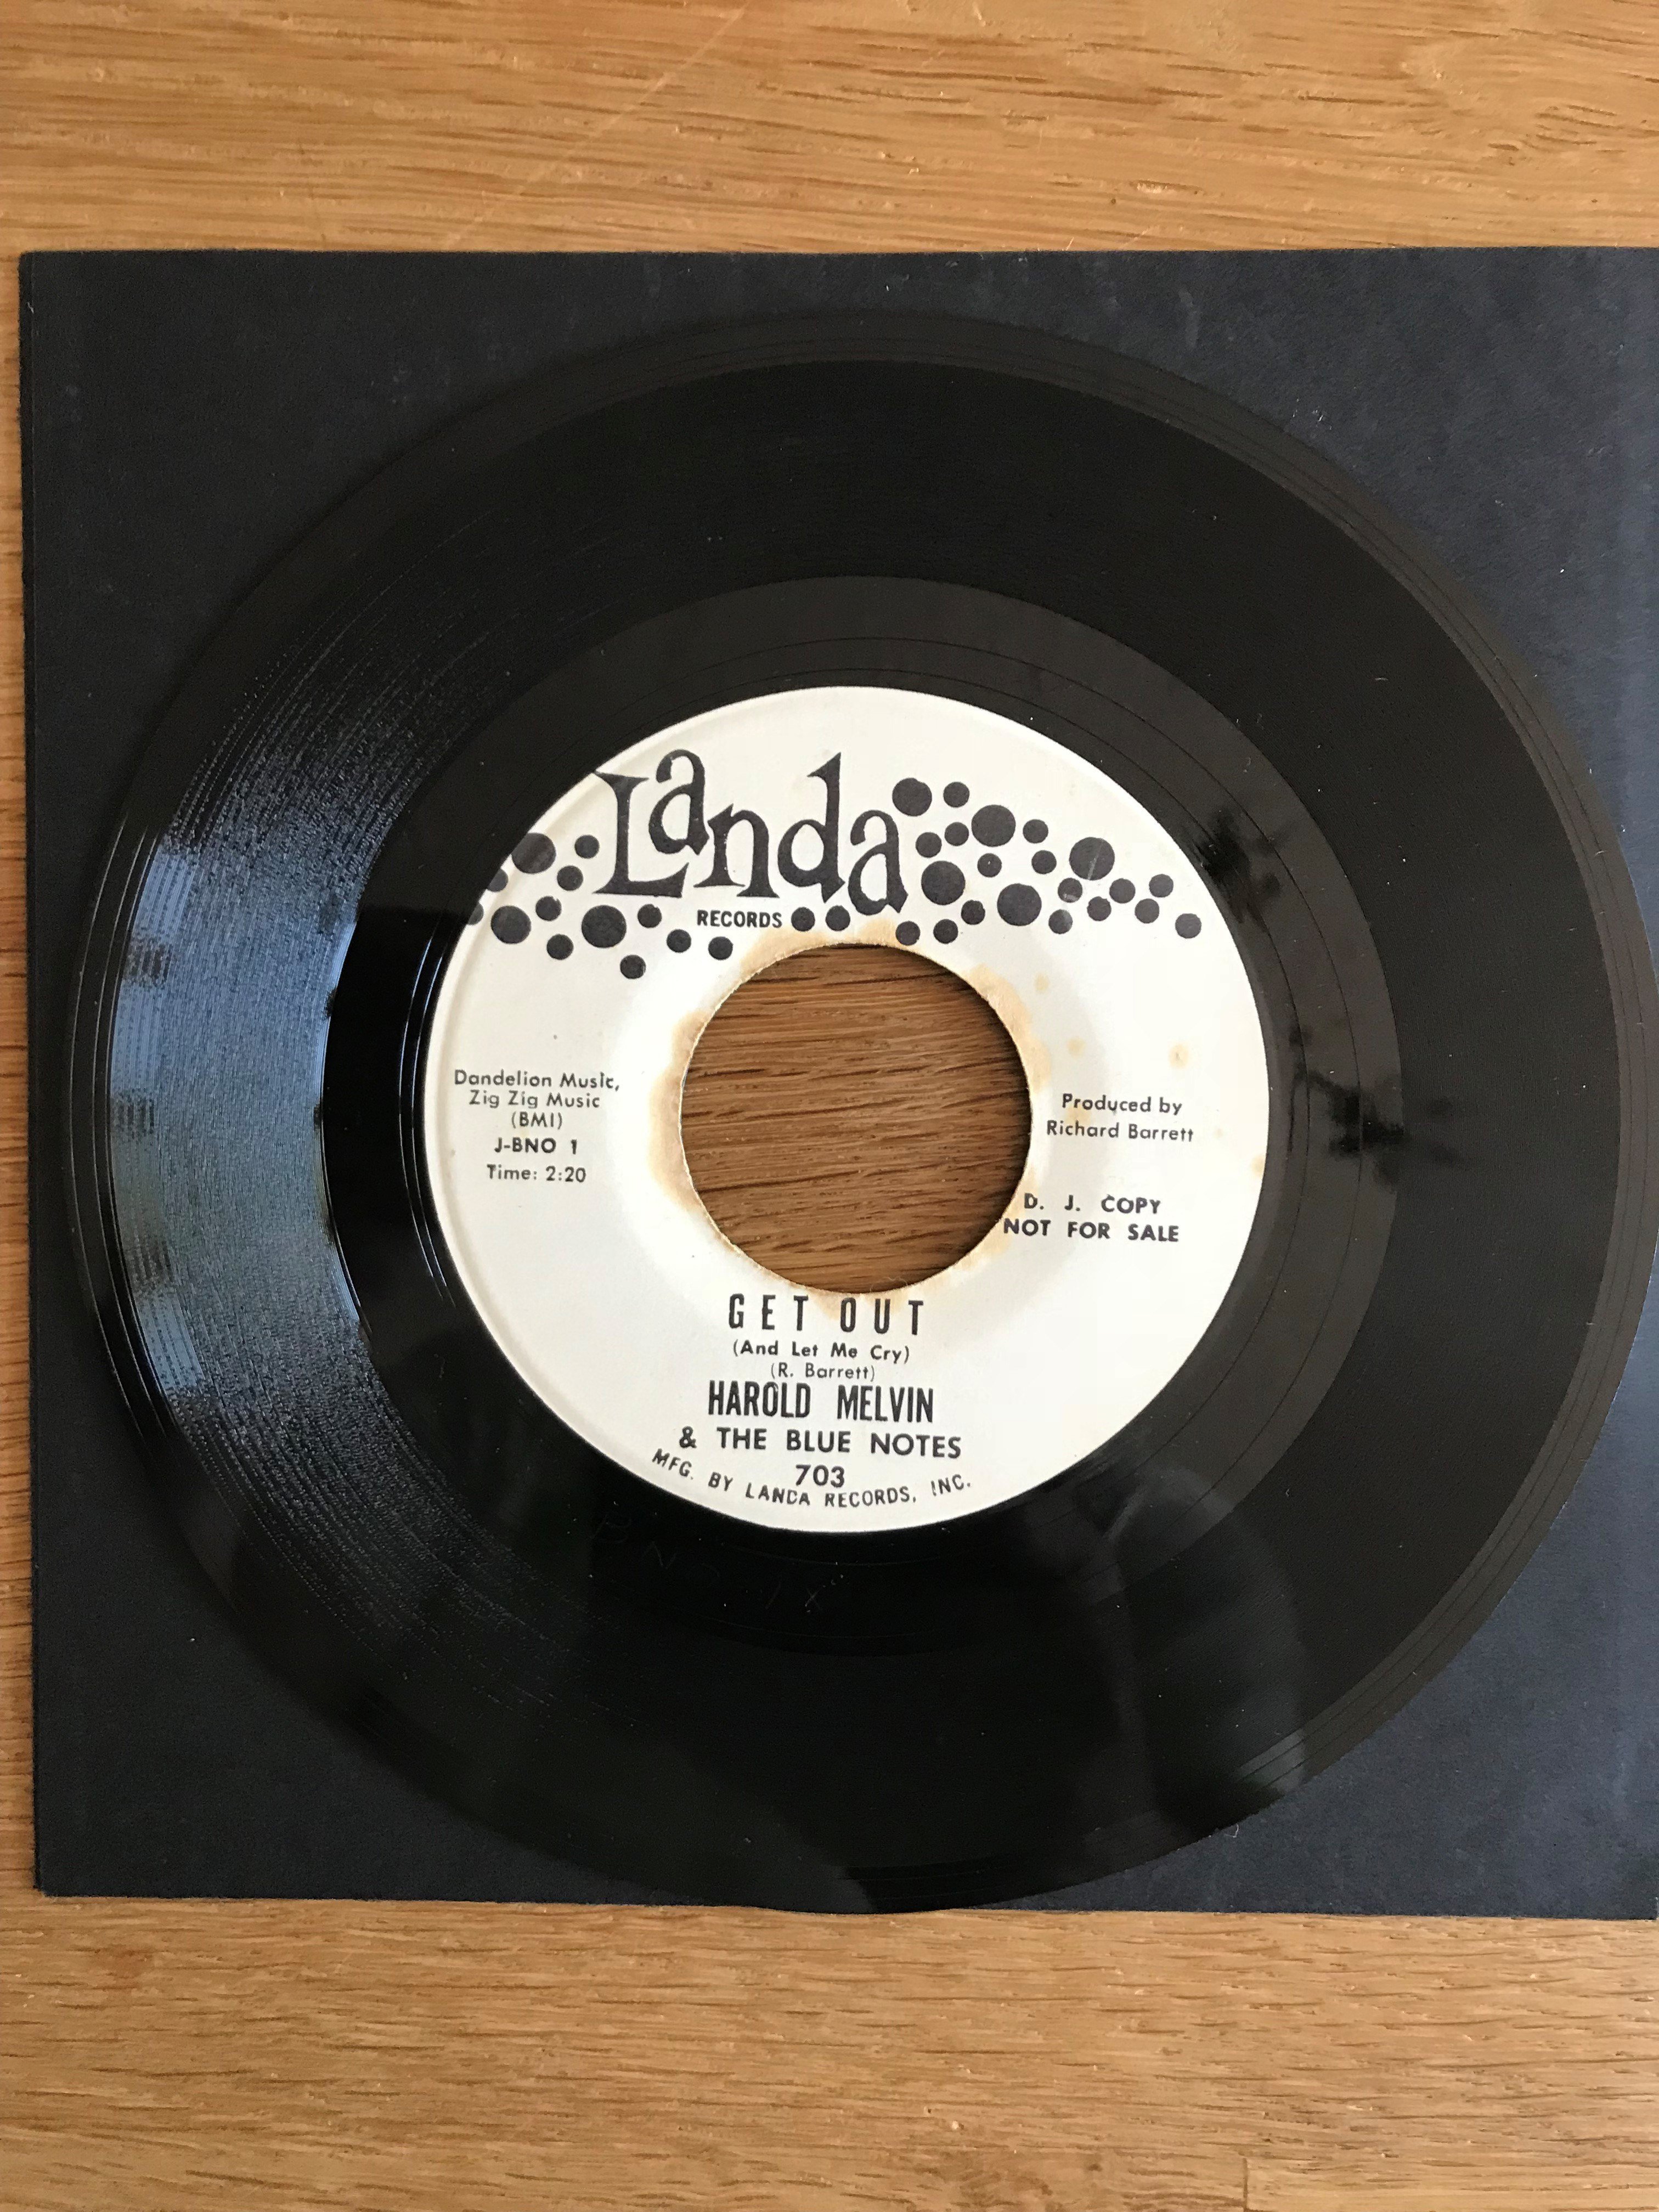 Landa
RECORDS
Dandelion Music,
Zig Zig Music
(BMI)
J-BNO 1
Time: 2:20
Produced by
Richard Barrett
D. J. COPY
NOT FOR SALE
GET OUT
(And Let Me Cry)
(R. Barrett)
HAROLD MELVIN
& THE BLUE NOTES
703
MFG. BY LANDA RECORDS, INC.